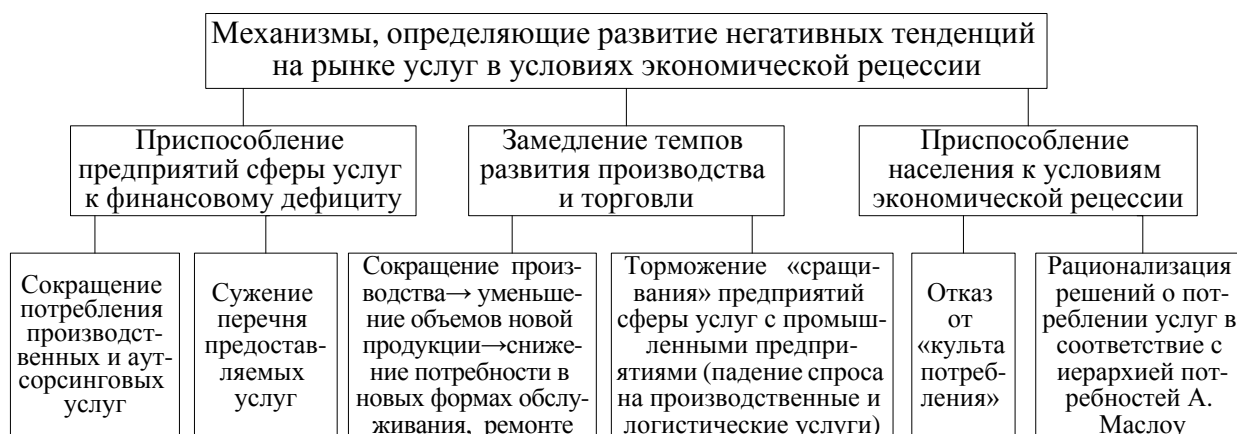 Механизмы, определяющие развитие негативных тенденций
на рынке услуг в условиях экономической рецессии
Приспособление
предприятий сферы услуг
к финансовому дефициту
Замедление темпов
развития производства
и торговли
Приспособление
населения к условиям
экономической рецессии
Сокращение
потребления
производст-
венных и аут-
сорсинговых
услуг
Сужение
перечня
предостав-
ляемых
услуг
Сокращение произ-
водства→ уменьше-
ние объемов новой
продукции→сниже-
ние потребности в
новых формах обслу-
живания, ремонте
Торможение «сращи-
вания» предприятий
сферы услуг с промыш-
ленными предпри-
ятиями (падение спроса
на производственные и
логистические услуги)
Отказ
от
«культа
потреб-
ления»
Рационализация
решений о пот-
реблении услуг в
соответствие с
иерархией пот-
ребностей А.
Маслоу